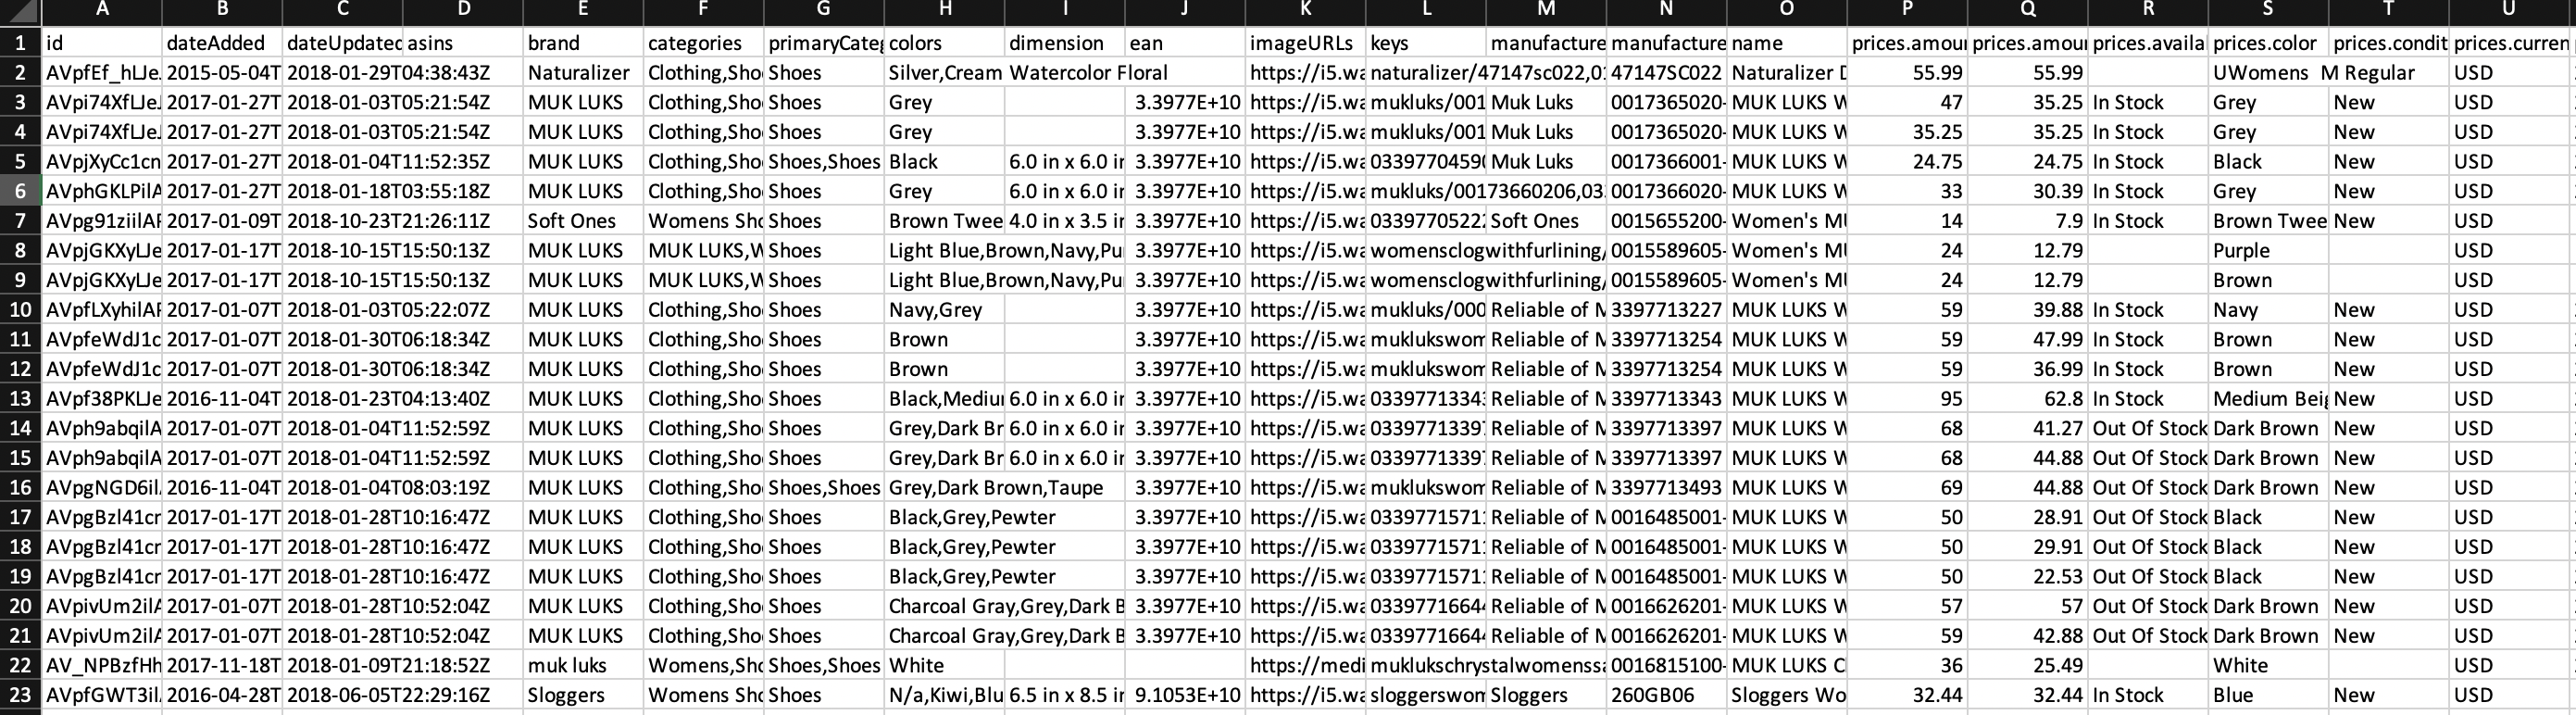 A B C D E F G H I J K L M N O P Q R S T U
1 id dateAdded dateUpdated asins brand categories primaryCateg colors dimension ean imageURLs keys manufacture manufacture name prices.amour prices.amour prices.availa prices.color prices.condit prices.curren
2 AVpfEf_hLJe. 2015-05-04T 2018-01-29T04:38:43Z Naturalizer Clothing,Sho Shoes Silver,Cream Watercolor Floral https://i5.wa naturalizer/47147sc022,01 47147SC022 Naturalizer D 55.99 55.99 UWomens M Regular USD
3 AVpi74XfLJeJ 2017-01-27T 2018-01-03T05:21:54Z MUK LUKS Clothing,Sho Shoes Grey 3.3977E+10 https://i5.wa mukluks/001 Muk Luks 0017365020- MUK LUKS W 47 35.25 In Stock Grey New USD
4 AVpi74XfLJeJ 2017-01-27T 2018-01-03T05:21:54Z MUK LUKS Clothing,Sho Shoes Grey 3.3977E+10 https://i5.wa mukluks/001 Muk Luks 0017365020- MUK LUKS W 35.25 35.25 In Stock Grey New USD
5 AVpjXyCc1cn 2017-01-27T 2018-01-04T11:52:35Z MUK LUKS Clothing,Sho Shoes,Shoes Black 6.0 in x 6.0 ir 3.3977E+10 https://i5.wa 0339770459 Muk Luks 0017366001- MUK LUKS W 24.75 24.75 In Stock Black New USD
6 AVphGKLPilA 2017-01-27T 2018-01-18T03:55:18Z MUK LUKS Clothing,Sho Shoes Grey 6.0 in x 6.0 ir 3.3977E+10 https://i5.wa mukluks/00173660206,03 0017366020- MUK LUKS W 33 30.39 In Stock Grey New USD
7 AVpg91ziilAF 2017-01-09T 2018-10-23T21:26:11Z Soft Ones Womens Sho Shoes Brown Twee 4.0 in x 3.5 ir 3.3977E+10 https://i5.wa 0339770522 Soft Ones 0015655200- Women's MU 14 7.9 In Stock Brown Twee New USD
8 AVpjGKXyLJe 2017-01-17T 2018-10-15T15:50:13Z MUK LUKS MUK LUKS,W Shoes Light Blue,Brown,Navy,Pu 3.3977E+10 https://i5.wa womensclogwithfurlining, 0015589605- Women's MU 24 12.79 Purple USD
9 AVpjGKXyLJe 2017-01-17T 2018-10-15T15:50:13Z MUK LUKS MUK LUKS,W Shoes Light Blue,Brown,Navy,Pu 3.3977E+10 https://i5.wa womensclogwithfurlining, 0015589605- Women's MU 24 12.79 Brown USD
10 AVpfLXyhilAF 2017-01-07T 2018-01-03T05:22:07Z MUK LUKS Clothing,Sho Shoes Navy,Grey 3.3977E+10 https://i5.wa mukluks/000 Reliable of M 3397713227 MUK LUKS W 59 39.88 In Stock Navy New USD
11 AVpfeWdJ1c 2017-01-07T 2018-01-30T06:18:34Z MUK LUKS Clothing,Sho Shoes Brown 3.3977E+10 https://i5.wa muklukswom Reliable of M 3397713254 MUK LUKS W 59 47.99 In Stock Brown New USD
12 AVpfeWdJ1c 2017-01-07T 2018-01-30T06:18:34Z MUK LUKS Clothing,Sho Shoes Brown 3.3977E+10 https://i5.wa muklukswom Reliable of M 3397713254 MUK LUKS W 59 36.99 In Stock Brown New USD
13 AVpf38PKLJe 2016-11-04T 2018-01-23T04:13:40Z MUK LUKS Clothing,Sho Shoes Black,Mediur 6.0 in x 6.0 ir 3.3977E+10 https://i5.wa 0339771334 Reliable of M 3397713343 MUK LUKS W 95 62.8 In Stock Medium Beig New USD
14 AVph9abqilA 2017-01-07T 2018-01-04T11:52:59Z MUK LUKS Clothing,Sho Shoes Grey,Dark Br 6.0 in x 6.0 ir 3.3977E+10 https://i5.wa 0339771339 Reliable of M 3397713397 MUK LUKS W 68 41.27 Out Of Stock Dark Brown New USD
15 AVph9abqilA 2017-01-07T 2018-01-04T11:52:59Z MUK LUKS Clothing,Sho Shoes Grey,Dark Br 6.0 in x 6.0 ir 3.3977E+10 https://i5.wa 0339771339 Reliable of M 3397713397 MUK LUKS W 68 44.88 Out Of Stock Dark Brown New USD
16 AVpgNGD6il. 2016-11-04T 2018-01-04T08:03:19Z MUK LUKS Clothing,Sho Shoes,Shoes Grey,Dark Brown,Taupe 3.3977E+10 https://i5.wa muklukswom Reliable of M 3397713493 MUK LUKS W 69 44.88 Out Of Stock Dark Brown New USD
17 AVpgBzl41cr 2017-01-17T 2018-01-28T10:16:47Z MUK LUKS Clothing,Sho Shoes Black,Grey,Pewter 3.3977E+10 https://i5.wa 0339771571 Reliable of M 0016485001- MUK LUKS W 50 28.91 Out Of Stock Black New USD
18 AVpgBzl41cr 2017-01-17T 2018-01-28T10:16:47Z MUK LUKS Clothing,Sho Shoes Black,Grey,Pewter 3.3977E+10 https://i5.wa 0339771571 Reliable of M 0016485001- MUK LUKS W 50 29.91 Out Of Stock Black New USD
19 AVpgBzl41cr 2017-01-17T 2018-01-28T10:16:47Z MUK LUKS Clothing,Sho Shoes Black,Grey,Pewter 3.3977E+10 https://i5.wa 0339771571 Reliable of M 0016485001- MUK LUKS W 50 22.53 Out Of Stock Black New USD
20 AVpivUm2ilA 2017-01-07T 2018-01-28T10:52:04Z MUK LUKS Clothing,Sho Shoes Charcoal Gray,Grey,Dark B 3.3977E+10 https://i5.wa 0339771664 Reliable of M 0016626201- MUK LUKS W 57 57 Out Of Stock Dark Brown New USD
21 AVpivUm2ilA 2017-01-07T 2018-01-28T10:52:04Z MUK LUKS Clothing,Sho Shoes Charcoal Gray,Grey,Dark B 3.3977E+10 https://i5.wa 0339771664 Reliable of M 0016626201- MUK LUKS W 59 42.88 Out Of Stock Dark Brown New USD
22 AV_NPBzfHh 2017-11-18T 2018-01-09T21:18:52Z muk luks Womens,Sho Shoes,Shoes White https://medi muklukschrystalwomenssa 0016815100- MUK LUKS C 36 25.49 White USD
23 AVpfGWT3il. 2016-04-28T 2018-06-05T22:29:16Z Sloggers Womens Sho Shoes N/a,Kiwi,Blu 6.5 in x 8.5 ir 9.1053E+10 https://i5.wa sloggerswom Sloggers 260GB06 Sloggers Wo 32.44 32.44 In Stock Blue New USD